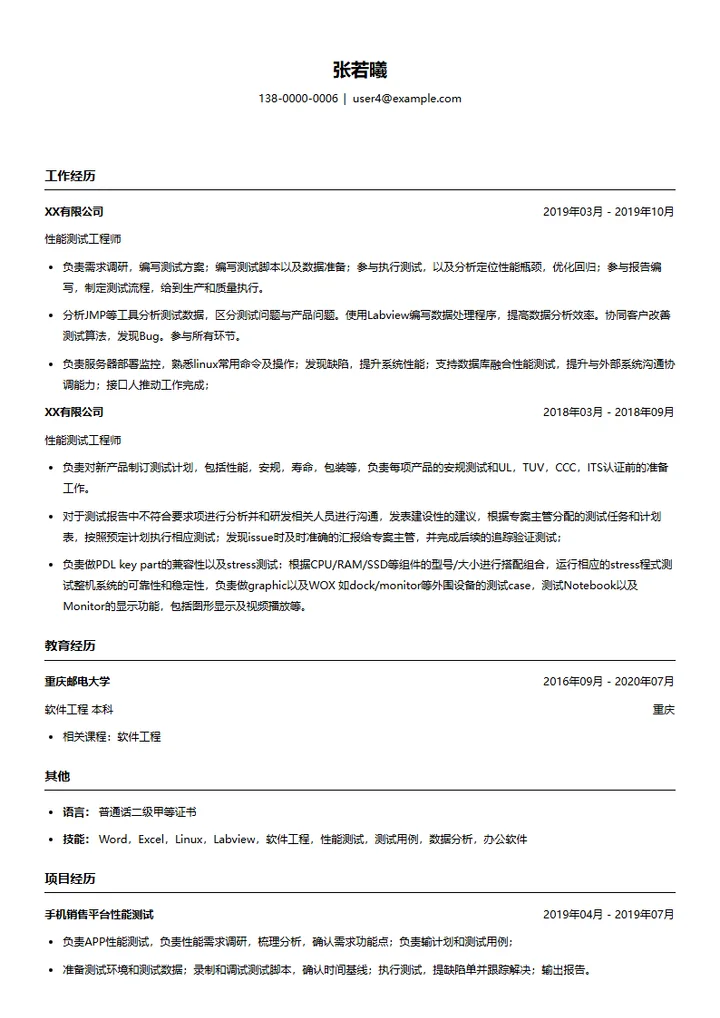 张若曦
138-0000-0006 | user4@example.com
工作经历
XX有限公司 2019年03月 - 2019年10月
性能测试工程师
• 负责需求调研，编写测试方案；编写测试脚本以及数据准备；参与执行测试，以及分析定位性能瓶颈，优化回归；参与报告编
写，制定测试流程，给到生产和质量执行。
• 分析JMP等工具分析测试数据，区分测试问题与产品问题。使用Labview编写数据处理程序，提高数据分析效率。协同客户改善
测试算法，发现Bug。参与所有环节。
• 负责服务器部署监控，熟悉linux常用命令及操作；发现缺陷，提升系统性能；支持数据库融合性能测试，提升与外部系统沟通协
调能力；接口人推动工作完成；
XX有限公司 2018年03月 - 2018年09月
性能测试工程师
• 负责对新产品制订测试计划，包括性能，安规，寿命，包装等，负责每项产品的安规测试和UL，TUV，CCC，ITS认证前的准备
工作。
• 对于测试报告中不符合要求项进行分析并和研发相关人员进行沟通，发表建设性的建议，根据专案主管分配的测试任务和计划
表，按照预定计划执行相应测试；发现issue时及时准确的汇报给专案主管，并完成后续的追踪验证测试；
• 负责做PDL key part的兼容性以及stress测试：根据CPU/RAM/SSD等组件的型号/大小进行搭配组合，运行相应的stress程式测
试整机系统的可靠性和稳定性，负责做graphic以及WOX 如dock/monitor等外围设备的测试case，测试Notebook以及
Monitor的显示功能，包括图形显示及视频播放等。
教育经历
重庆邮电大学 2016年09月 - 2020年07月
软件工程 本科 重庆
• 相关课程：软件工程
其他
• 语言： 普通话二级甲等证书
• 技能： Word，Excel，Linux，Labview，软件工程，性能测试，测试用例，数据分析，办公软件
项目经历
手机销售平台性能测试 2019年04月 - 2019年07月
• 负责APP性能测试，负责性能需求调研，梳理分析，确认需求功能点；负责输计划和测试用例；
• 准备测试环境和测试数据；录制和调试测试脚本，确认时间基线；执行测试，提缺陷单并跟踪解决；输出报告。